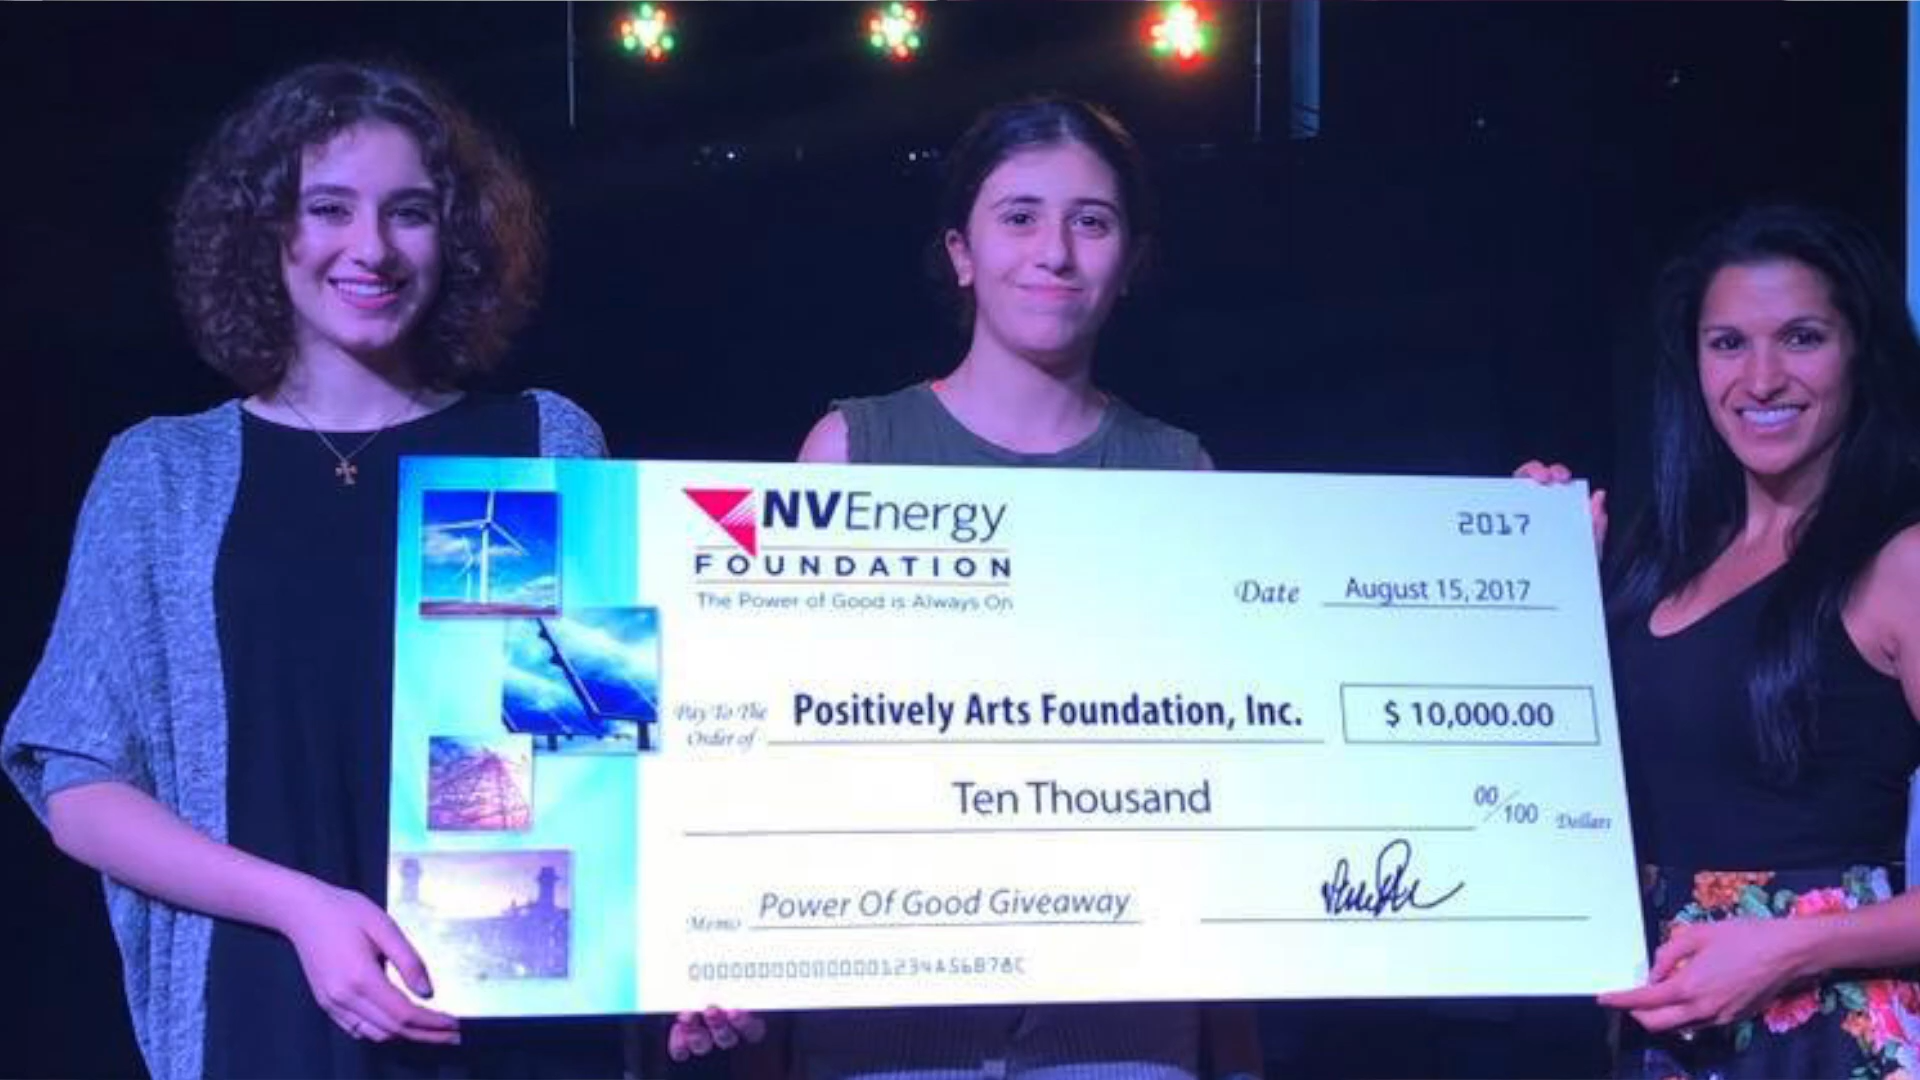 NVEnergy
FOUNDATION
The Power of Good is Always On
2017
Date August 15, 2017
Pay To The
Order of
Positively Arts Foundation, Inc. $ 10,000.00
Ten Thousand 00/100 Dollars
Memo Power Of Good Giveaway